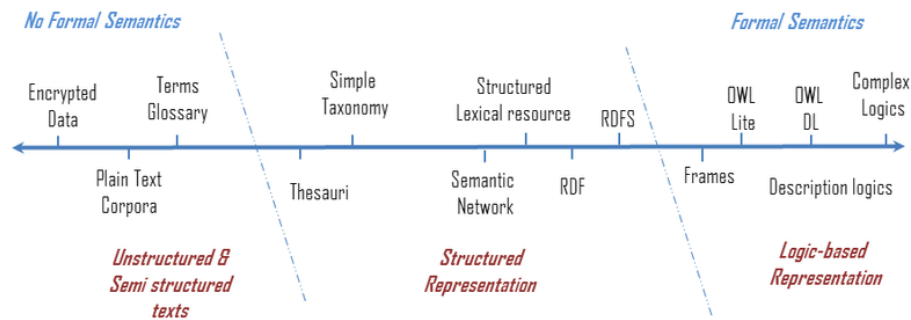 No Formal Semantics
Formal Semantics
Encrypted
Data
Terms
Glossary
Simple
Taxonomy
Structured
Lexical resource
RDFS
OWL
Lite
OWL
DL
Complex
Logics
Plain Text
Corpora
Thesauri
Semantic
Network
RDF
Frames
Description logics
Unstructured &
Semi structured
texts
Structured
Representation
Logic-based
Representation